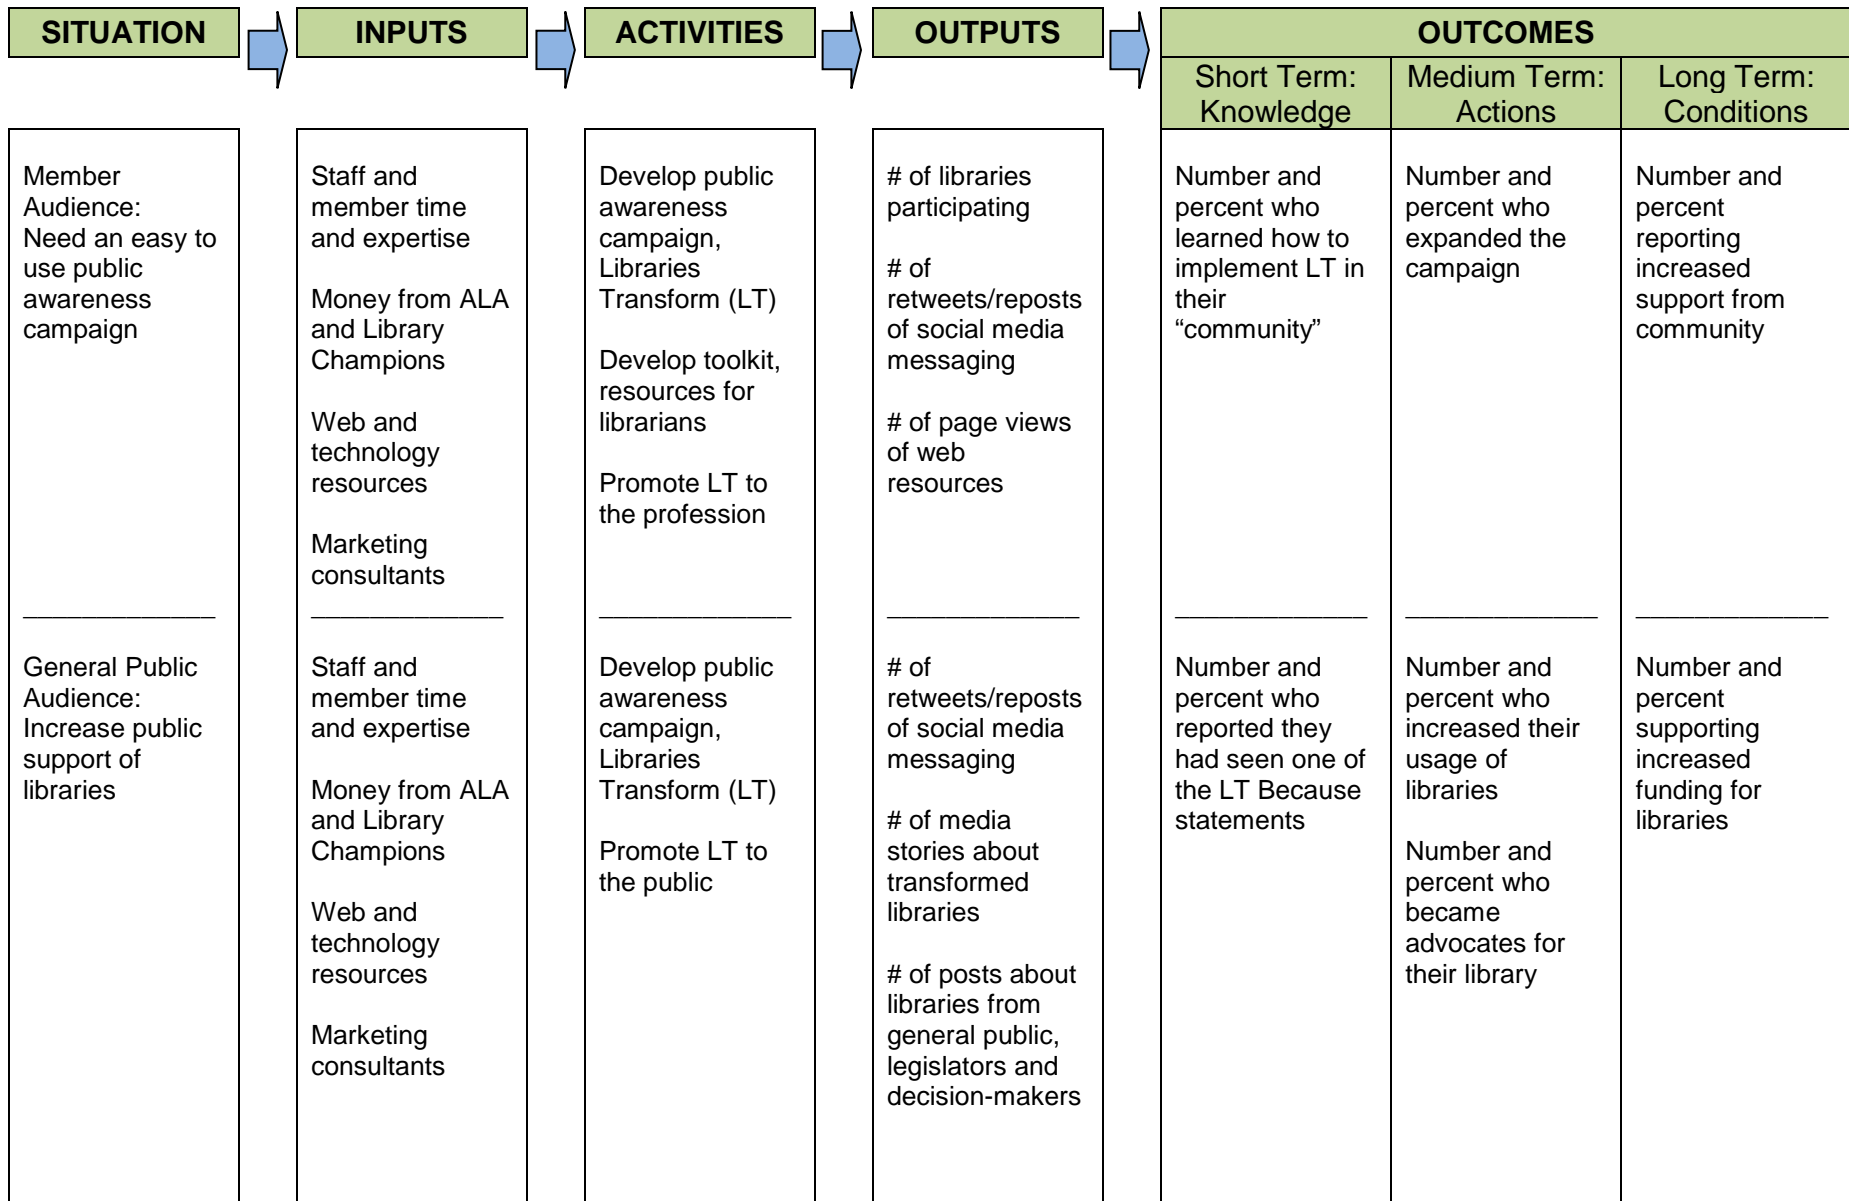 SITUATION
INPUTS
ACTIVITIES
OUTPUTS
OUTCOMES
Short Term:
Knowledge
Medium Term:
Actions
Long Term:
Conditions
Member
Audience:
Need an easy to
use public
awareness
campaign
_____________
General Public
Audience:
Increase public
support of
libraries
Staff and
member time
and expertise
Money from ALA
and Library
Champions
Web and
technology
resources
Marketing
consultants
_____________
Staff and
member time
and expertise
Money from ALA
and Library
Champions
Web and
technology
resources
Marketing
consultants
Develop public
awareness
campaign,
Libraries
Transform (LT)
Develop toolkit,
resources for
librarians
Promote LT to
the profession
_____________
Develop public
awareness
campaign,
Libraries
Transform (LT)
Promote LT to
the public
# of libraries
participating
# of
retweets/reposts
of social media
messaging
# of page views
of web
resources
_____________
# of
retweets/reposts
of social media
messaging
# of media
stories about
transformed
libraries
# of posts about
libraries from
general public,
legislators and
decision-makers
Number and
percent who
learned how to
implement LT in
their
“community”
_____________
Number and
percent who
reported they
had seen one of
the LT Because
statements
Number and
percent who
expanded the
campaign
_____________
Number and
percent who
increased their
usage of
libraries
Number and
percent who
became
advocates for
their library
Number and
percent
reporting
increased
support from
community
_____________
Number and
percent
supporting
increased
funding for
libraries